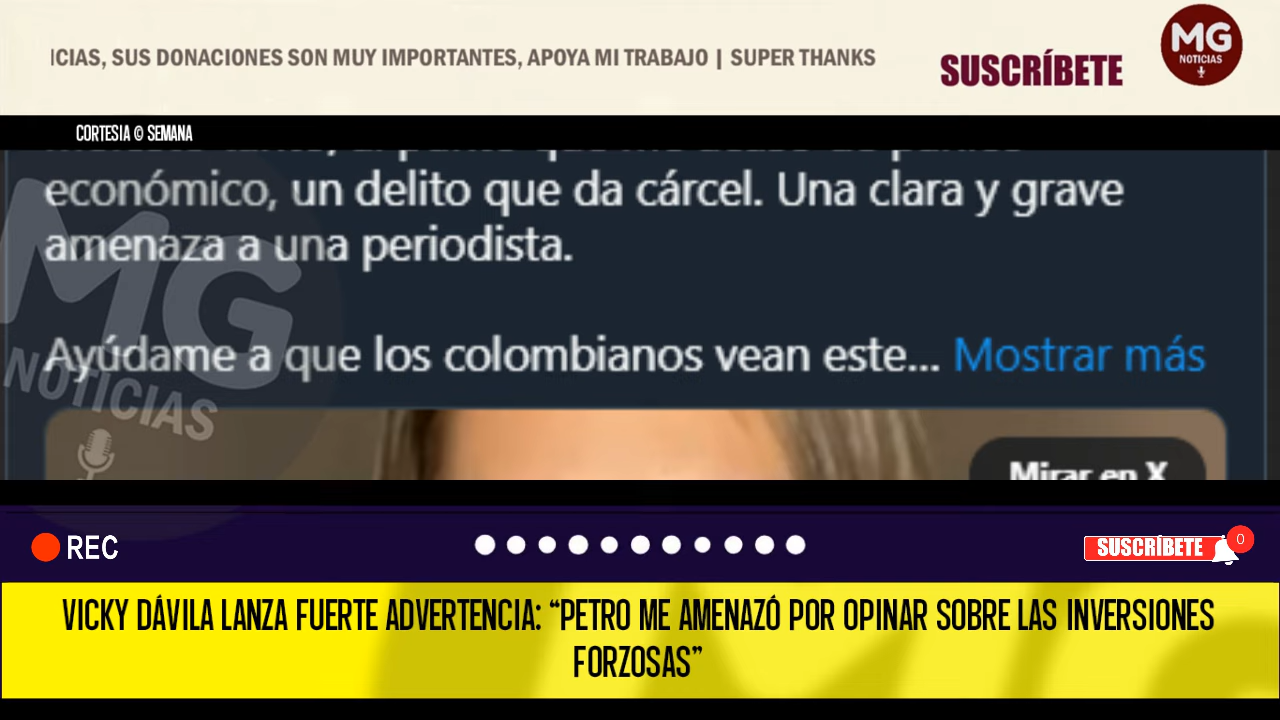 ICIAS, SUS DONACIONES SON MUY IMPORTANTES, APOYA MI TRABAJO | SUPER THANKS
SUSCRÍBETE
MG
NOTICIAS
CORTESIA © SEMANA
económico, un delito que da cárcel. Una clara y grave
amenaza a una periodista.
Ayúdame a que los colombianos vean este... Mostrar más
MG
NOTICIAS
Mirar en X
REC
SUSCRÍBETE
0
VICKY DÁVILA LANZA FUERTE ADVERTENCIA: “PETRO ME AMENAZÓ POR OPINAR SOBRE LAS INVERSIONES
FORZOSAS”